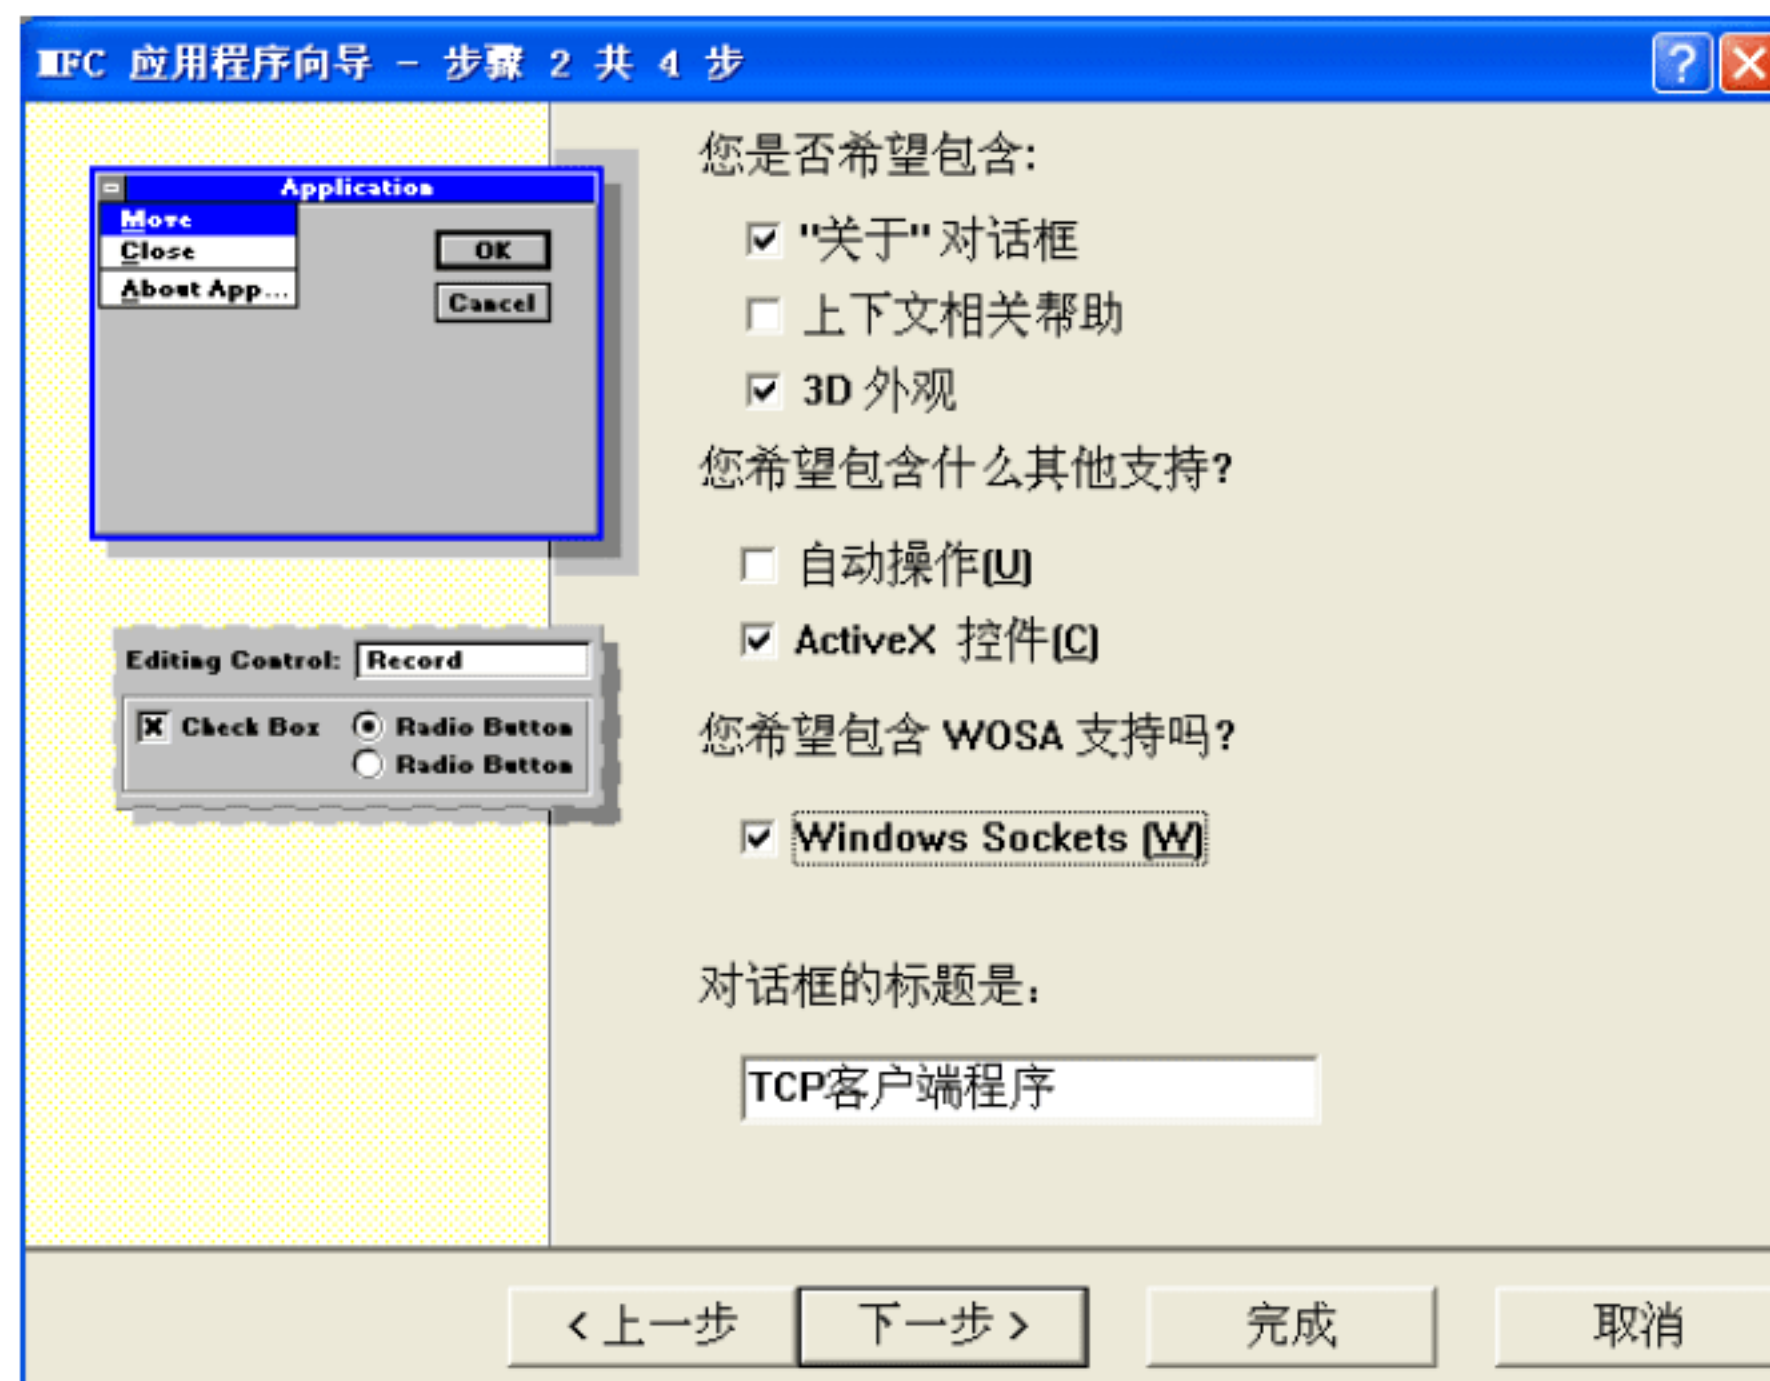 MFC 应用程序向导 - 步骤 2 共 4 步
Application
Move
Close
About App...
OK
Cancel
Editing Control: Record
Check Box
Radio Button
Radio Button
您是否希望包含:
"关于" 对话框
上下文相关帮助
3D 外观
您希望包含什么其他支持?
自动操作(U)
ActiveX 控件(C)
您希望包含 WOSA 支持吗?
Windows Sockets (W)
对话框的标题是:
TCP客户端程序
< 上一步 下一步 > 完成 取消